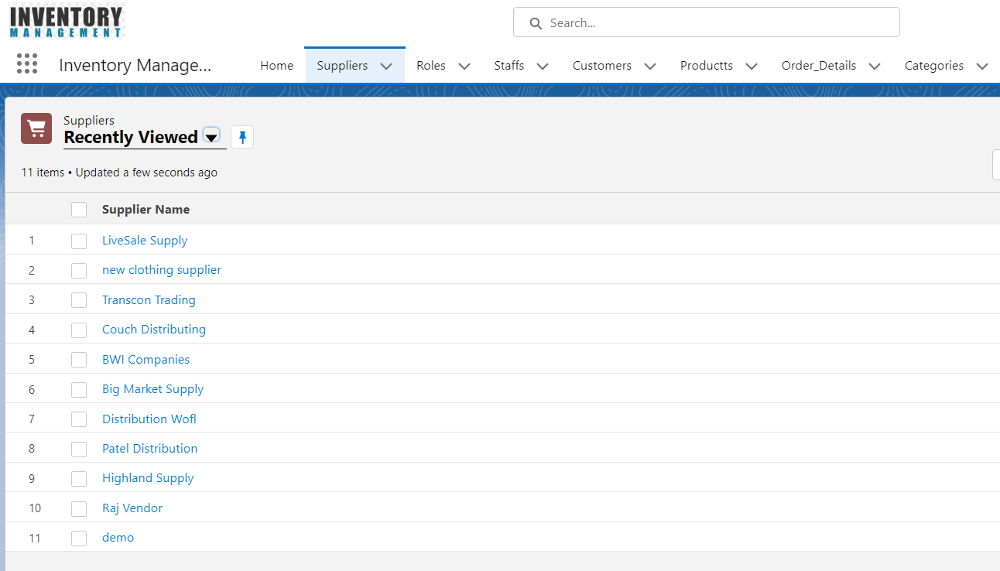 INVENTORY
MANAGEMENT
Search...
Inventory Manage...
Home
Suppliers
Roles
Staffs
Customers
Productts
Order_Details
Categories
Suppliers
Recently Viewed
11 items • Updated a few seconds ago
Supplier Name
1 LiveSale Supply
2 new clothing supplier
3 Transcon Trading
4 Couch Distributing
5 BWI Companies
6 Big Market Supply
7 Distribution Wofl
8 Patel Distribution
9 Highland Supply
10 Raj Vendor
11 demo